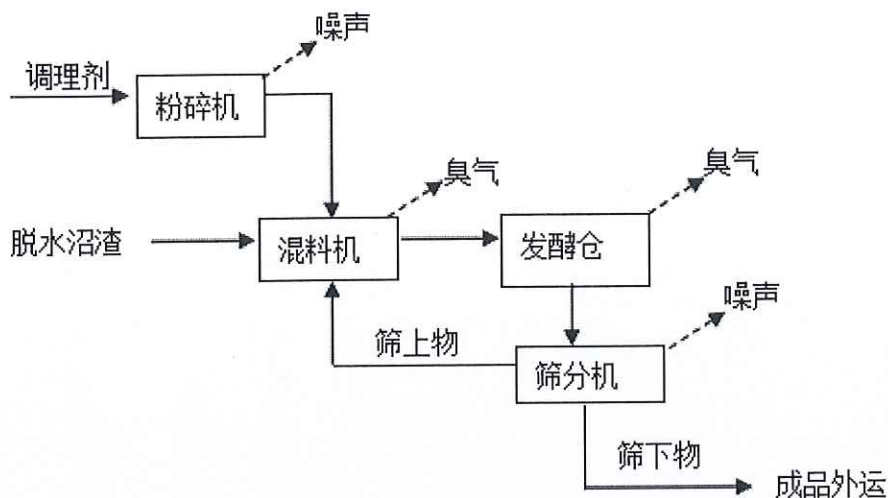 噪声
调理剂
粉碎机
臭气
臭气
脱水沼渣
混料机
发酵仓
噪声
筛上物
筛分机
筛下物
成品外运